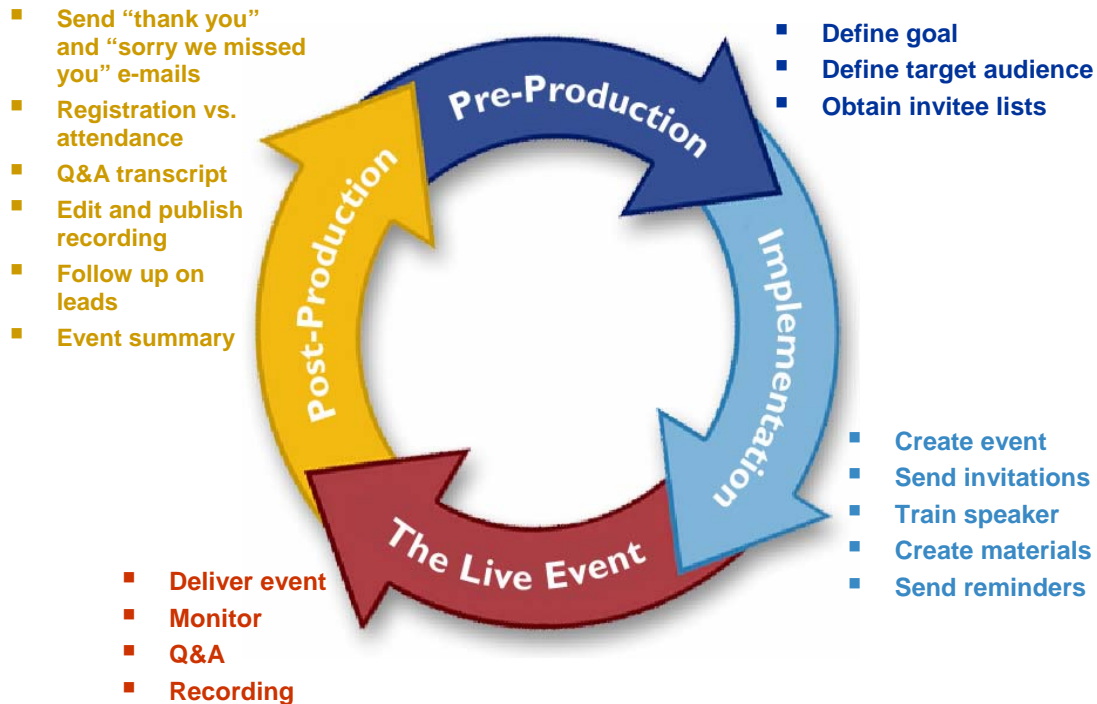 ▪ Send “thank you”
and “sorry we missed
you” e-mails
▪ Registration vs.
attendance
▪ Q&A transcript
▪ Edit and publish
recording
▪ Follow up on
leads
▪ Event summary
Pre-Production
▪ Define goal
▪ Define target audience
▪ Obtain invitee lists
Implementation
▪ Create event
▪ Send invitations
▪ Train speaker
▪ Create materials
▪ Send reminders
The Live Event
▪ Deliver event
▪ Monitor
▪ Q&A
▪ Recording
Post-Production